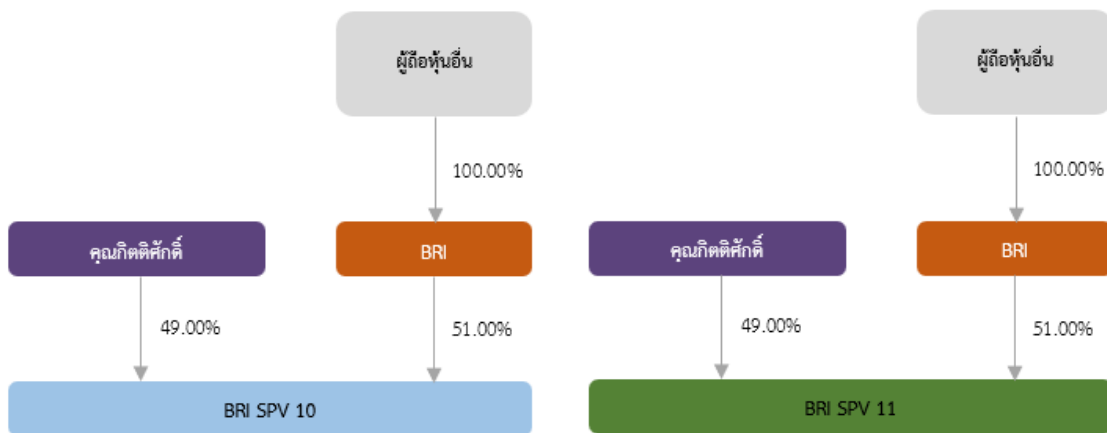 ผู้ถือหุ้นอื่น
100.00%
คุณกิตติศักดิ์
BRI
49.00%
51.00%
BRI SPV 10
ผู้ถือหุ้นอื่น
100.00%
คุณกิตติศักดิ์
BRI
49.00%
51.00%
BRI SPV 11